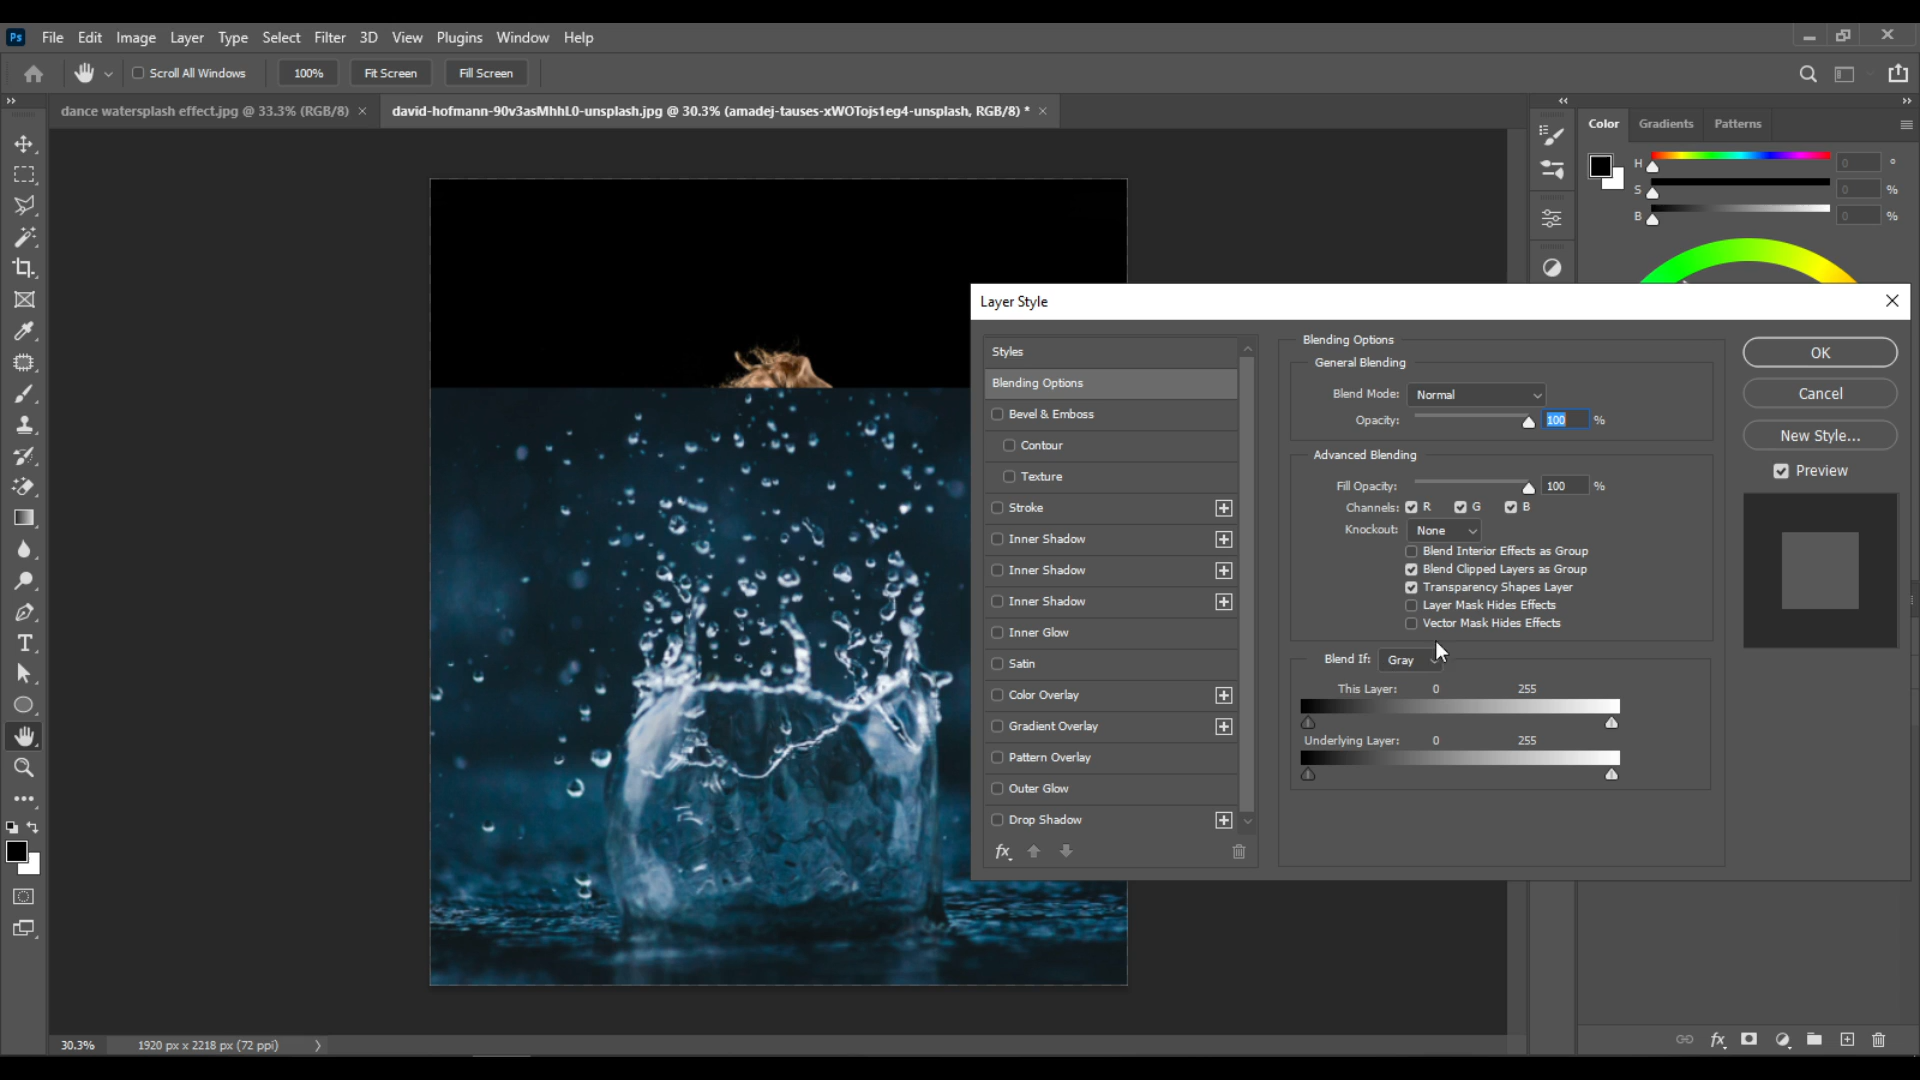 Ps File Edit Image Layer Type Select Filter 3D View Plugins Window Help
Scroll All Windows 100% Fit Screen Fill Screen
dance watersplash effect.jpg @ 33.3% (RGB/8) × david-hofmann-90v3asMhhL0-unsplash.jpg @ 30.3% (amadej-tauses-xWOTojs1eg4-unsplash, RGB/8) * ×
Color Gradients Patterns
H 0 °
S 0 %
B 0 %
Layer Style
Styles
Blending Options
Bevel & Emboss
Contour
Texture
Stroke
Inner Shadow
Inner Shadow
Inner Shadow
Inner Glow
Satin
Color Overlay
Gradient Overlay
Pattern Overlay
Outer Glow
Drop Shadow
fx
Blending Options
General Blending
Blend Mode: Normal
Opacity: 100 %
Advanced Blending
Fill Opacity: 100 %
Channels: R G B
Knockout: None
Blend Interior Effects as Group
Blend Clipped Layers as Group
Transparency Shapes Layer
Layer Mask Hides Effects
Vector Mask Hides Effects
Blend If: Gray
This Layer: 0 255
Underlying Layer: 0 255
OK
Cancel
New Style...
Preview
30.3% 1920 px x 2218 px (72 ppi)
fx